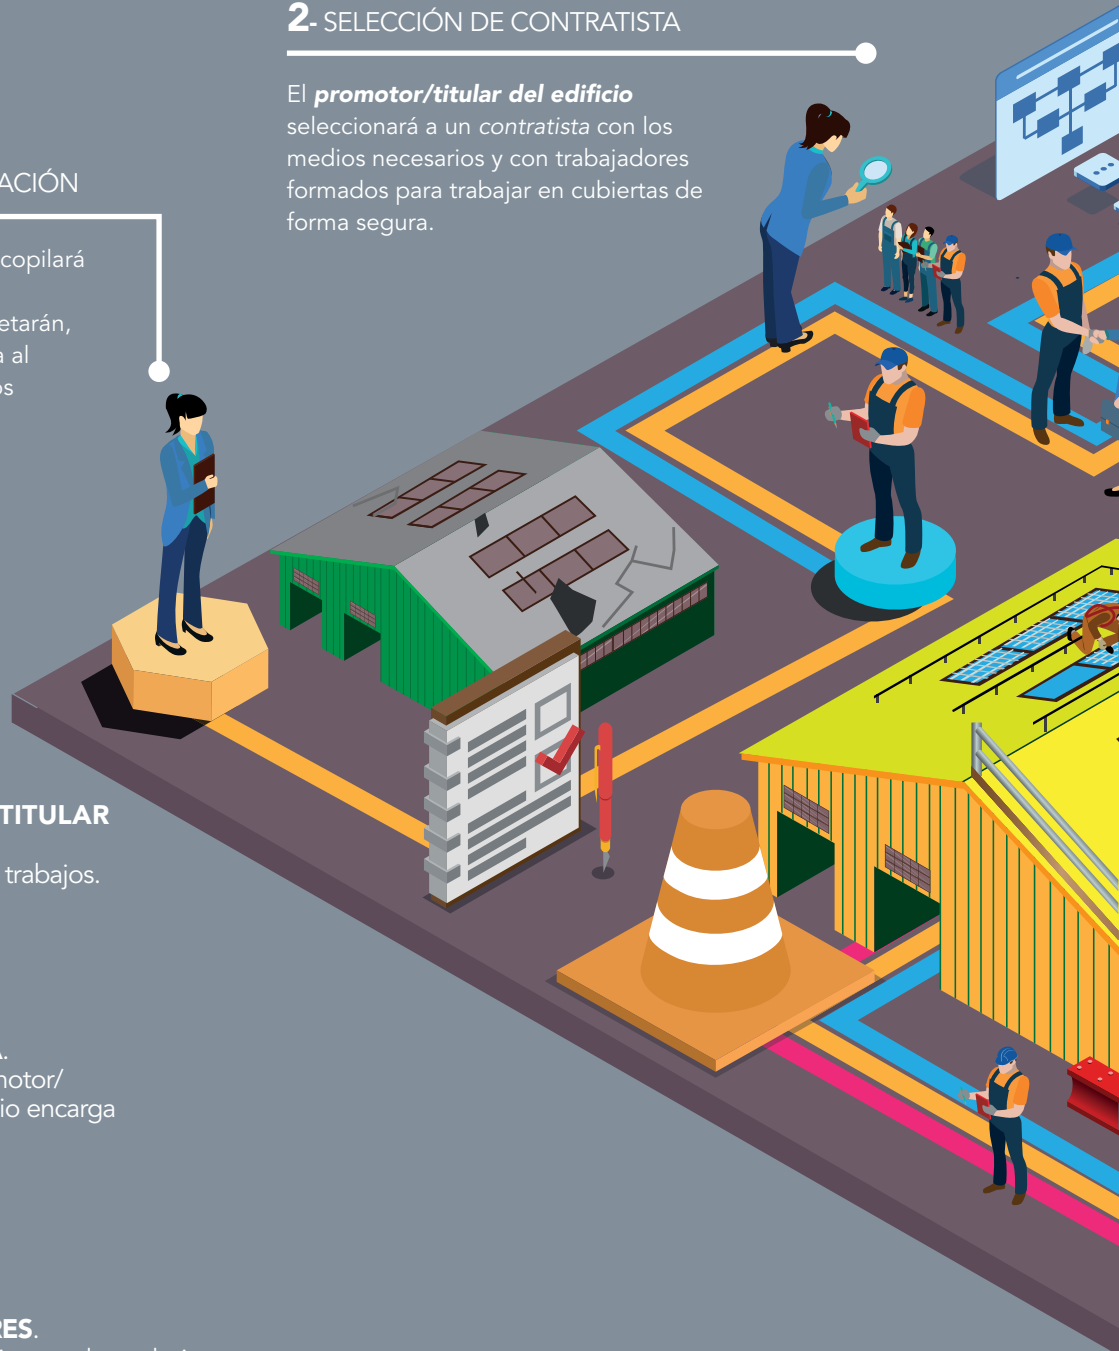 2- SELECCIÓN DE CONTRATISTA
El promotor/titular del edificio
seleccionará a un contratista con los
medios necesarios y con trabajadores
formados para trabajar en cubiertas de
forma segura.
ACIÓN
copilará
etarán,
a al
os
TITULAR
trabajos.
A.
notor/
io encarga
RES.